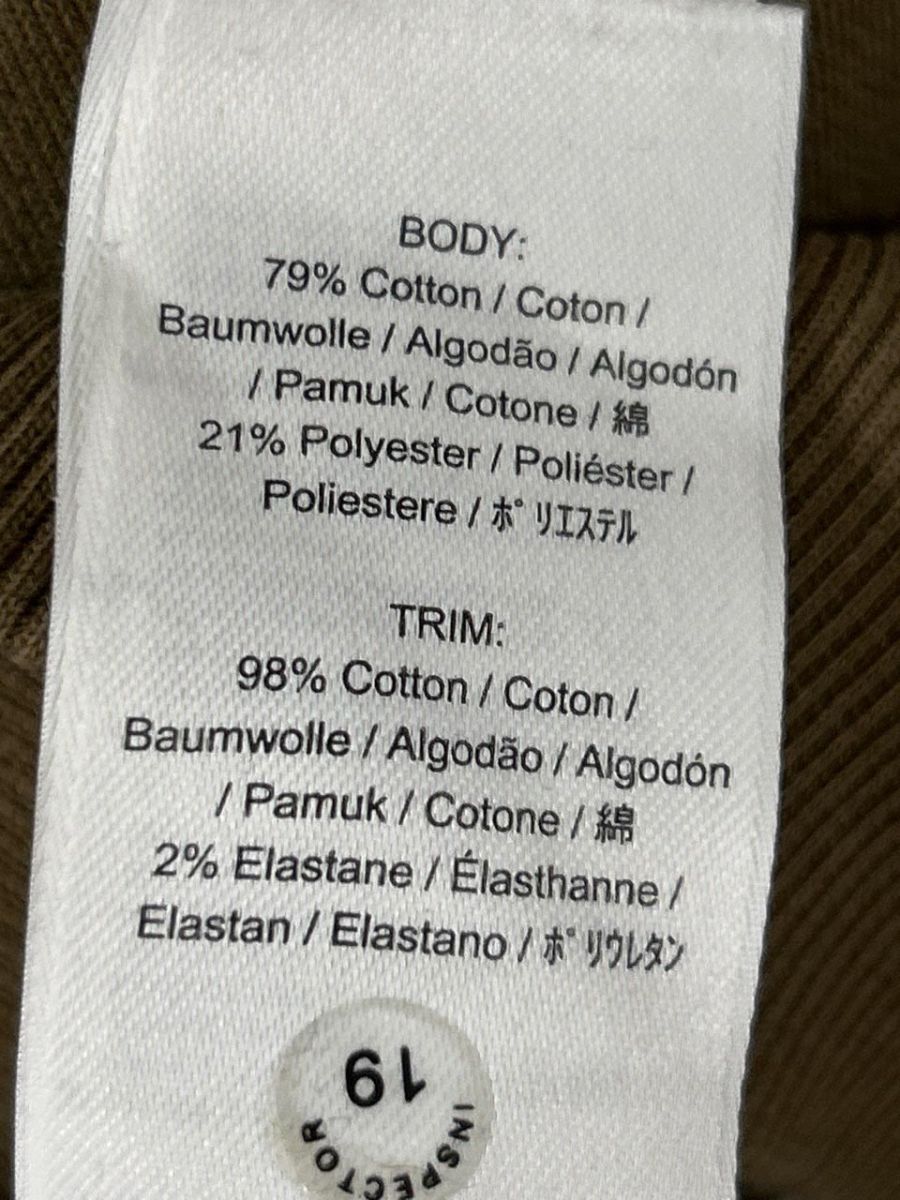 BODY:
79% Cotton / Coton /
Baumwolle / Algodão / Algodón
/ Pamuk / Cotone / 綿
21% Polyester / Poliéster /
Poliestere / ﾎﾟﾘｴｽﾃﾙ
TRIM:
98% Cotton / Coton /
Baumwolle / Algodão / Algodón
/ Pamuk / Cotone / 綿
2% Elastane / Élasthanne /
Elastan / Elastano / ﾎﾟﾘｳﾚﾀﾝ
19
INSPECTOR